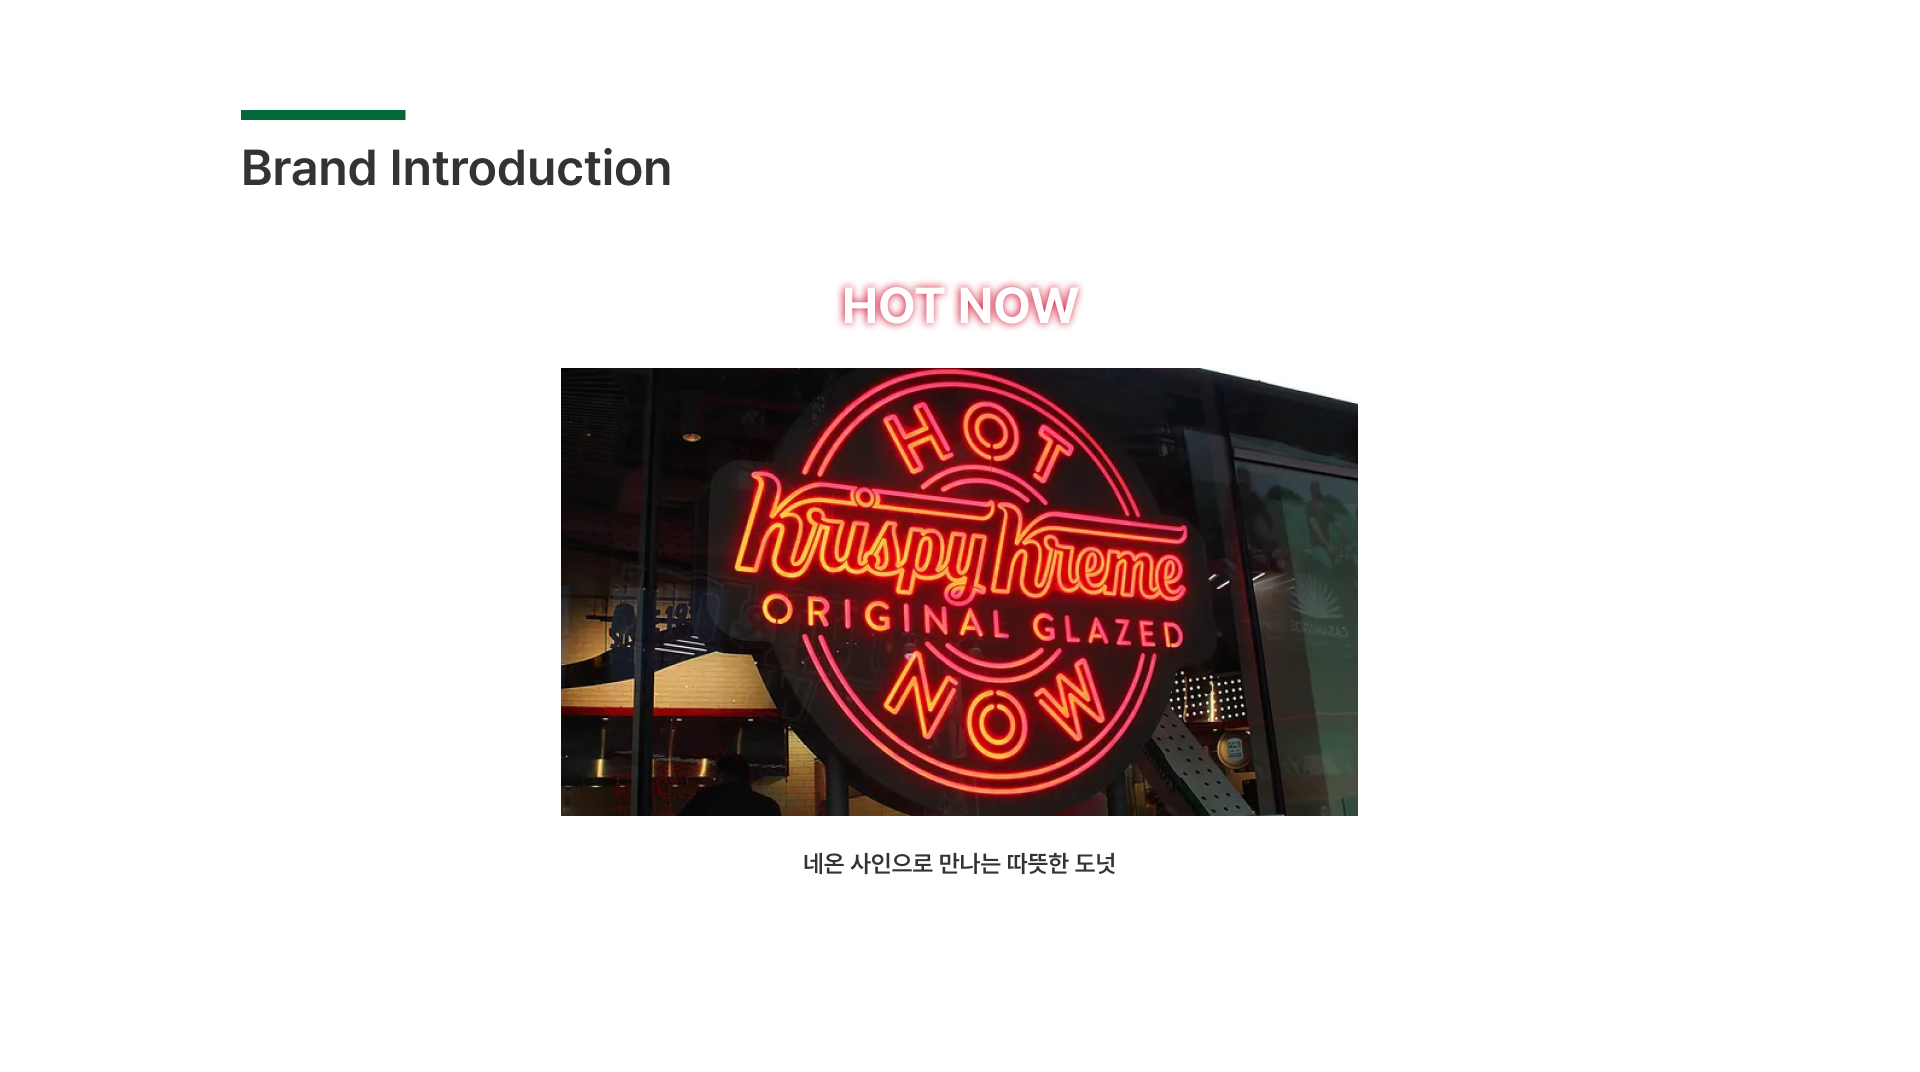 Brand Introduction
HOT NOW
HOT
Krispy Kreme
ORIGINAL GLAZED
NOW
네온 사인으로 만나는 따뜻한 도넛